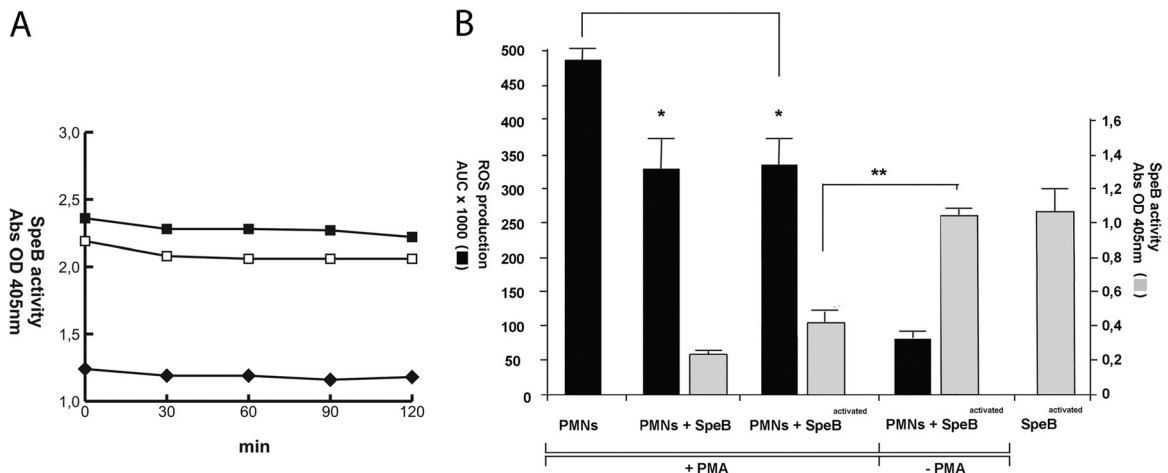 A
3,0
2,5
2,0
1,5
1,0
SpeB activity
Abs OD 405nm
0
30
60
90
120
min
B
500
450
400
350
300
250
200
150
100
50
0
ROS production
AUC x 1000 (■)
*
*
**
1,6
1,4
1,2
1,0
0,8
0,6
0,4
0,2
0
SpeB activity
Abs OD 405nm (■)
PMNs
PMNs + SpeB
PMNs + SpeB activated
PMNs + SpeB activated
SpeB activated
+ PMA
- PMA